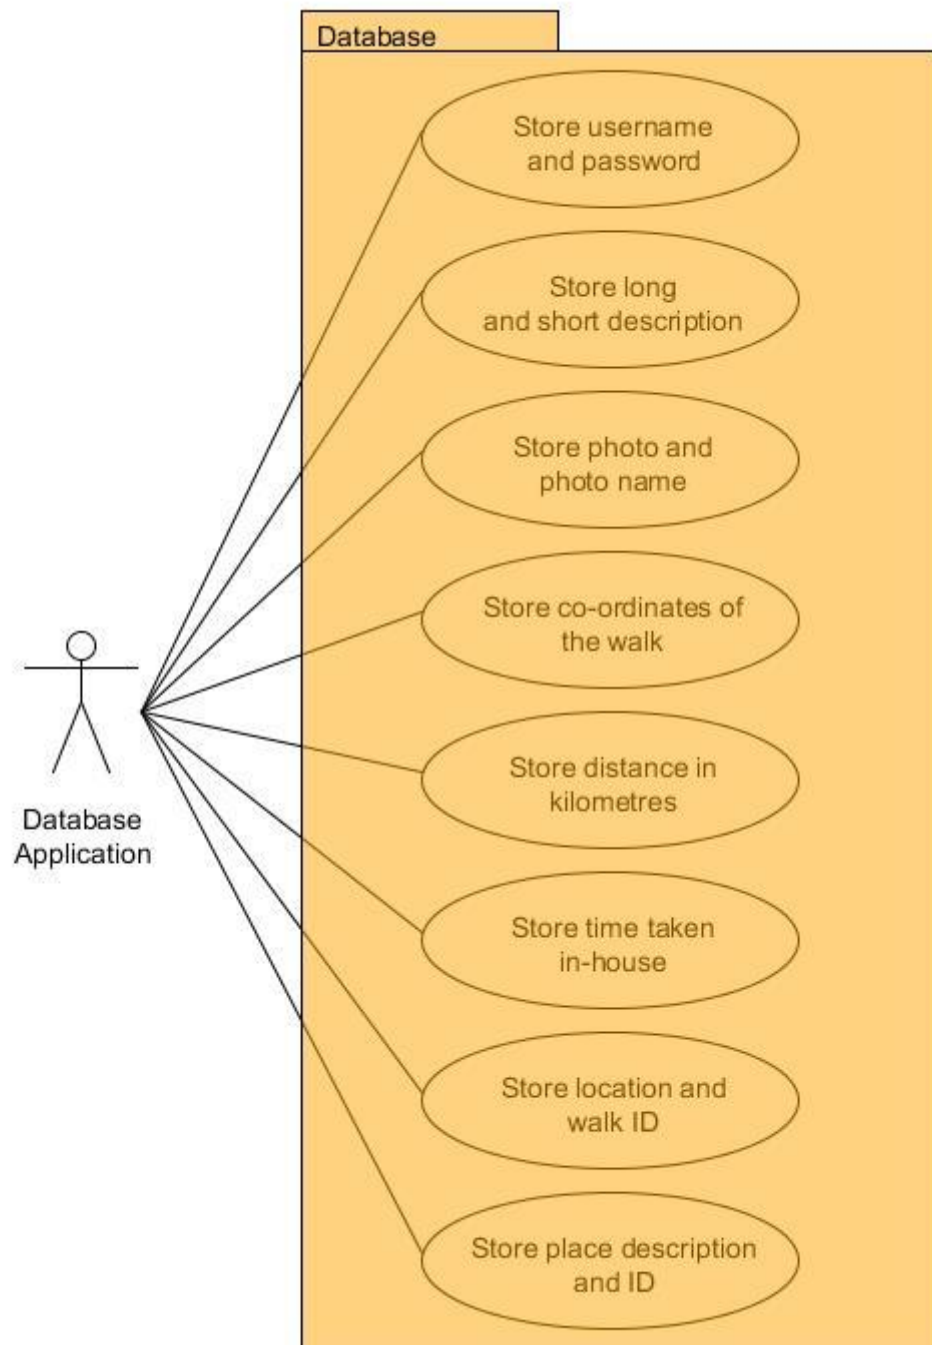 Database
Store username
and password
Store long
and short description
Store photo and
photo name
Store co-ordinates of
the walk
Database
Application
Store distance in
kilometres
Store time taken
in-house
Store location and
walk ID
Store place description
and ID